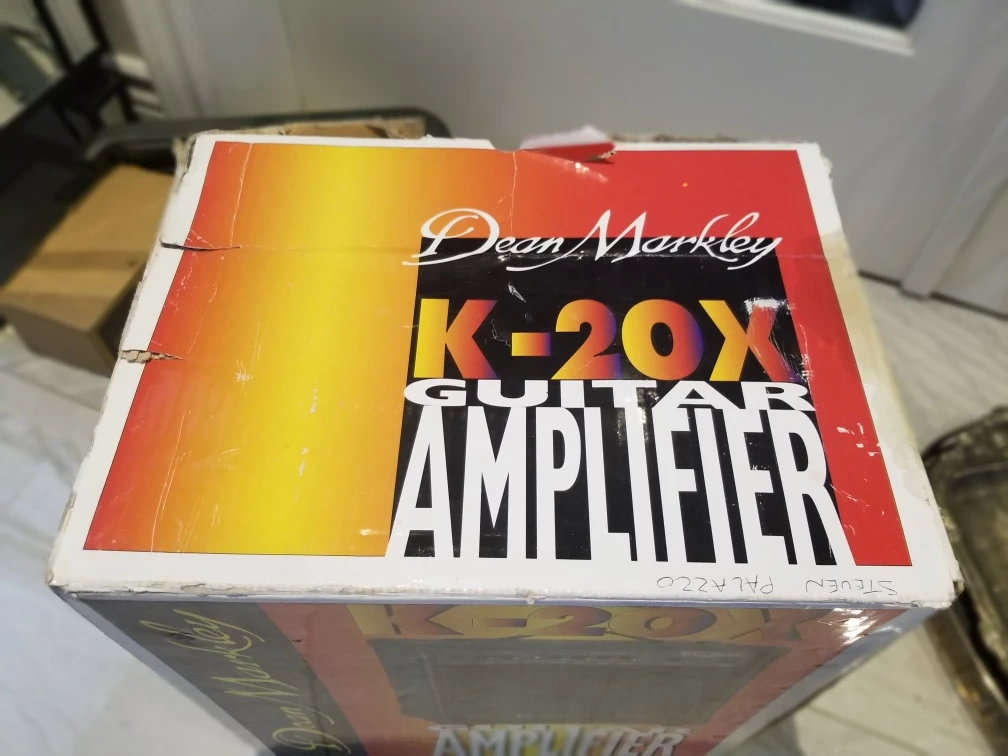 Dean Markley
K-20X
GUITAR
AMPLIFIER
STEVEN PALAZZO
K-20X
Dean Markley
AMPLIFIER